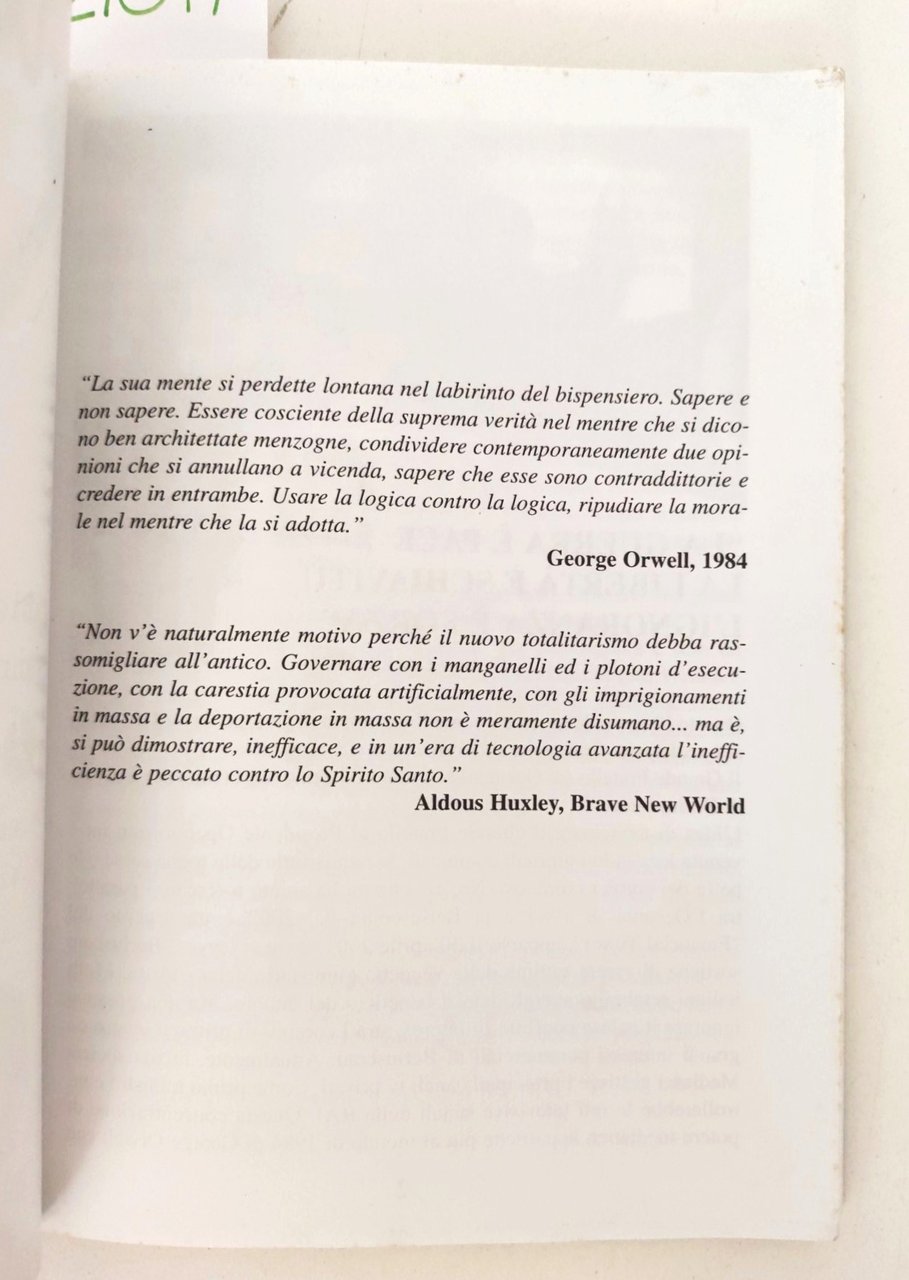 “La sua mente si perdette lontana nel labirinto del bispensiero. Sapere e
non sapere. Essere cosciente della suprema verità nel mentre che si dico-
no ben architettate menzogne, condividere contemporaneamente due opi-
nioni che si annullano a vicenda, sapere che esse sono contraddittorie e
credere in entrambe. Usare la logica contro la logica, ripudiare la mora-
le nel mentre che la si adotta.”
George Orwell, 1984
“Non v’è naturalmente motivo perché il nuovo totalitarismo debba ras-
somigliare all’antico. Governare con i manganelli ed i plotoni d’esecu-
zione, con la carestia provocata artificialmente, con gli imprigionamenti
in massa e la deportazione in massa non è meramente disumano... ma è,
si può dimostrare, inefficace, e in un’era di tecnologia avanzata l’ineffi-
cienza è peccato contro lo Spirito Santo.”
Aldous Huxley, Brave New World